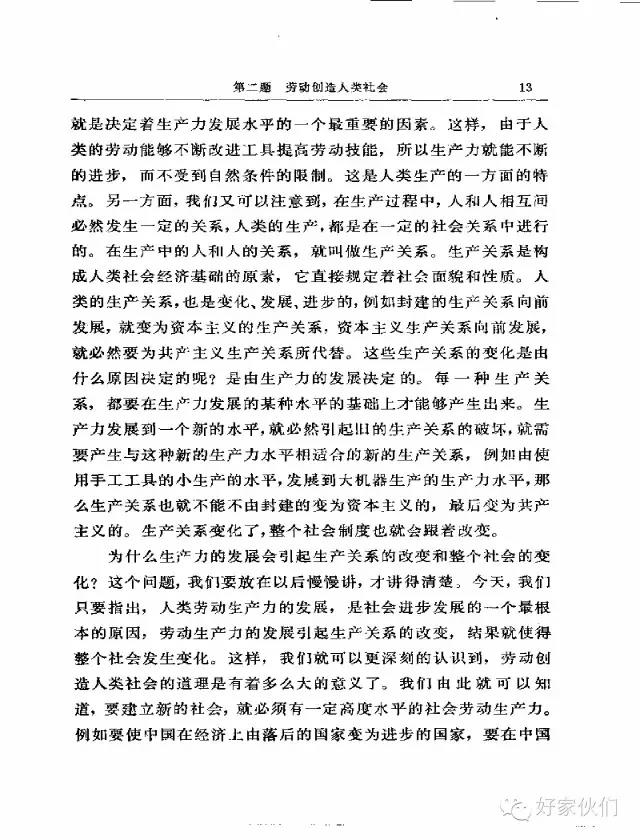 第二题 劳动创造人类社会 13
就是决定着生产力发展水平的一个最重要的因素。这样，由于人
类的劳动能够不断改进工具提高劳动技能，所以生产力就能不断
的进步，而不受到自然条件的限制。这是人类生产的一方面的特
点。另一方面，我们又可以注意到，在生产过程中，人和人相互间
必然发生一定的关系，人类的生产，都是在一定的社会关系中进行
的。在生产中的人和人的关系，就叫做生产关系。生产关系是构
成人类社会经济基础的原素，它直接规定着社会面貌和性质。人
类的生产关系，也是变化、发展、进步的，例如封建的生产关系向前
发展，就变为资本主义的生产关系，资本主义生产关系向前发展，
就必然要为共产主义生产关系所代替。这些生产关系的变化是由
什么原因决定的呢？是由生产力的发展决定的。每一种生产关
系，都要在生产力发展的某种水平的基础上才能够产生出来。生
产力发展到一个新的水平，就必然引起旧的生产关系的破坏，就需
要产生与这种新的生产力水平相适合的新的生产关系，例如由使
用手工工具的小生产的水平，发展到大机器生产的生产力水平，那
么生产关系也就不能不由封建的变为资本主义的，最后变为共产
主义的。生产关系变化了，整个社会制度也就会跟着改变。
为什么生产力的发展会引起生产关系的改变和整个社会的变
化？这个问题，我们要放在以后慢慢讲，才讲得清楚。今天，我们
只要指出，人类劳动生产力的发展，是社会进步发展的一个最根
本的原因，劳动生产力的发展引起生产关系的改变，结果就使得
整个社会发生变化。这样，我们就可以更深刻的认识到，劳动创
造人类社会的道理是有着多么大的意义了。我们由此就可以知
道，要建立新的社会，就必须有一定高度水平的社会劳动生产力。
例如要使中国在经济上由落后的国家变为进步的国家，要在中国
好家伙们